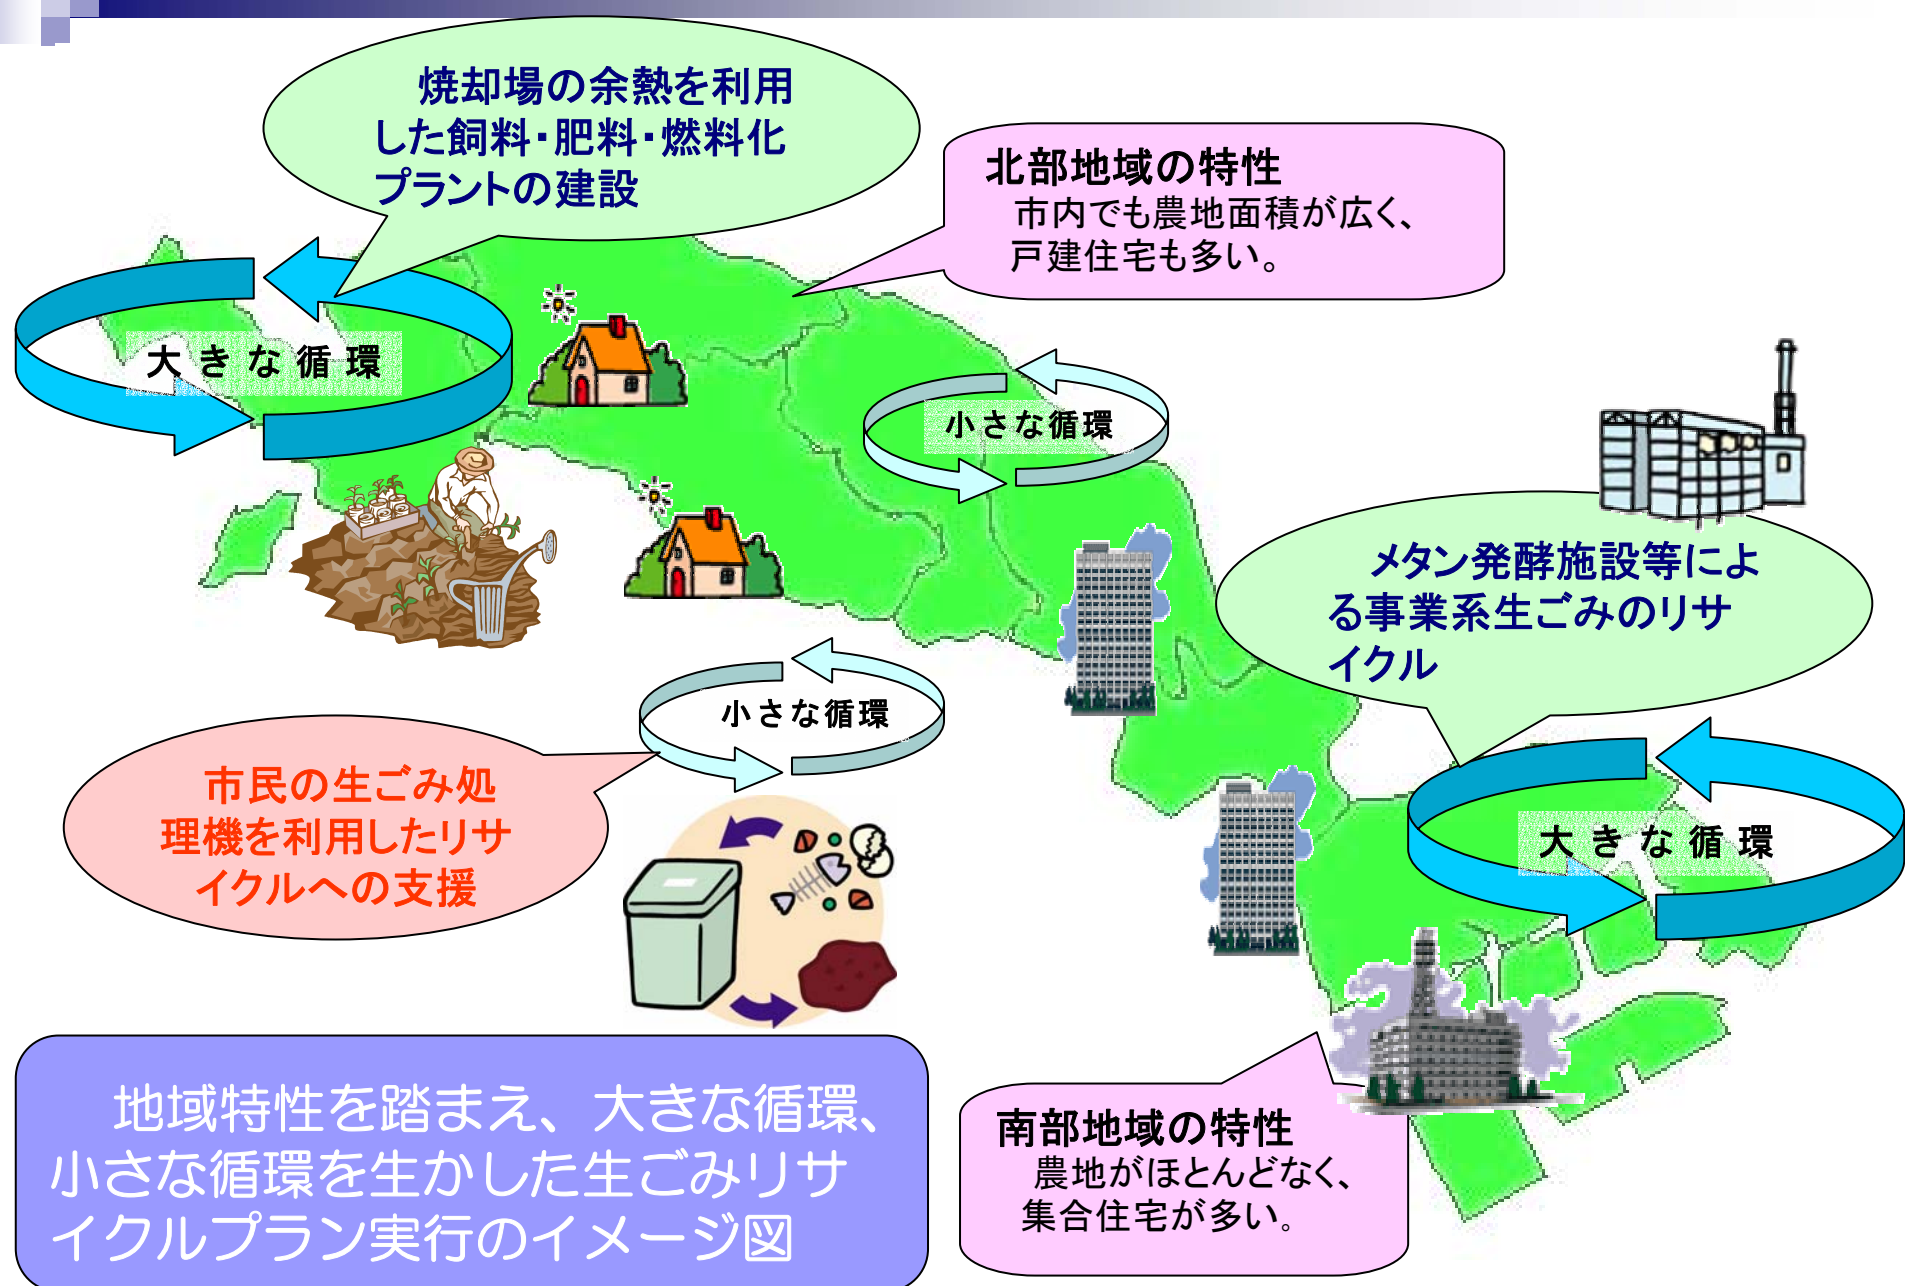 焼却場の余熱を利用
した飼料・肥料・燃料化
プラントの建設
北部地域の特性
市内でも農地面積が広く、
戸建住宅も多い。
大きな循環
小さな循環
メタン発酵施設等によ
る事業系生ごみのリサ
イクル
小さな循環
市民の生ごみ処
理機を利用したリサ
イクルへの支援
大きな循環
地域特性を踏まえ、大きな循環、
小さな循環を生かした生ごみリサ
イクルプラン実行のイメージ図
南部地域の特性
農地がほとんどなく、
集合住宅が多い。